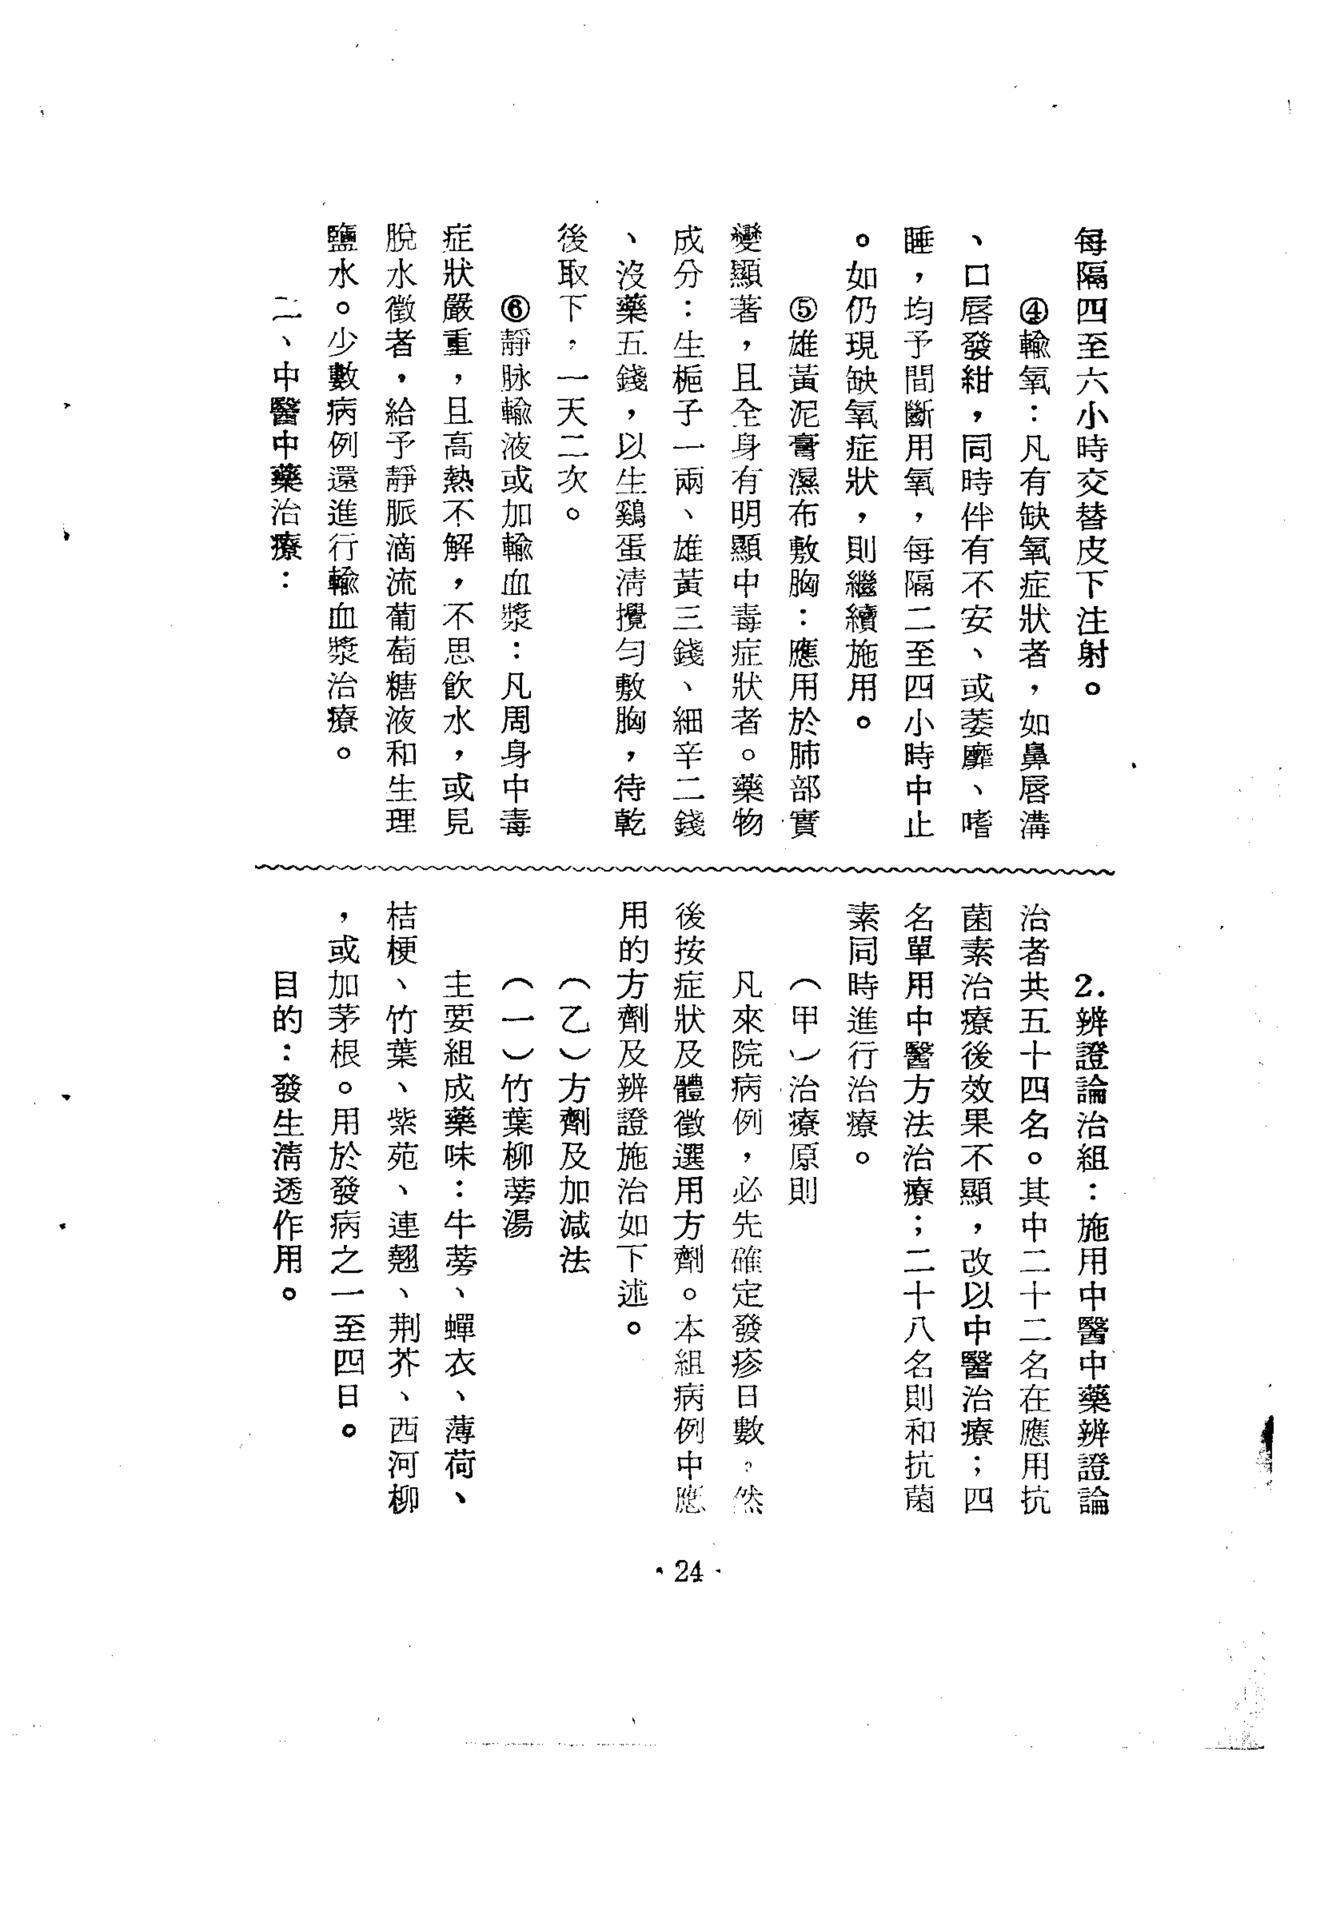 每隔四至六小時交替皮下注射。
④輸氧：凡有缺氧症狀者，如鼻唇溝
、口唇發紺，同時伴有不安、或萎靡、嗜
睡，均予間斷用氧，每隔二至四小時中止
。如仍現缺氧症狀，則繼續施用。
⑤雄黃泥膏濕布敷胸：應用於肺部實
變顯著，且全身有明顯中毒症狀者。藥物
成分：生梔子一兩、雄黃三錢、細辛二錢
、沒藥五錢，以生鷄蛋清攪勻敷胸，待乾
後取下，一天二次。
⑥靜脉輸液或加輸血漿：凡周身中毒
症狀嚴重，且高熱不解，不思飲水，或見
脫水徵者，給予靜脈滴流葡萄糖液和生理
鹽水。少數病例還進行輸血漿治療。
二、中醫中藥治療：
2.辨證論治組：施用中醫中藥辨證論
治者共五十四名。其中二十二名在應用抗
菌素治療後效果不顯，改以中醫治療；四
名單用中醫方法治療；二十八名則和抗菌
素同時進行治療。
（甲）治療原則
凡來院病例，必先確定發疹日數，然
後按症狀及體徵選用方劑。本組病例中應
用的方劑及辨證施治如下述。
（乙）方劑及加減法
（一）竹葉柳蒡湯
主要組成藥味：牛蒡、蟬衣、薄荷、
桔梗、竹葉、紫苑、連翹、荆芥、西河柳
，或加茅根。用於發病之一至四日。
目的：發生清透作用。
·24·